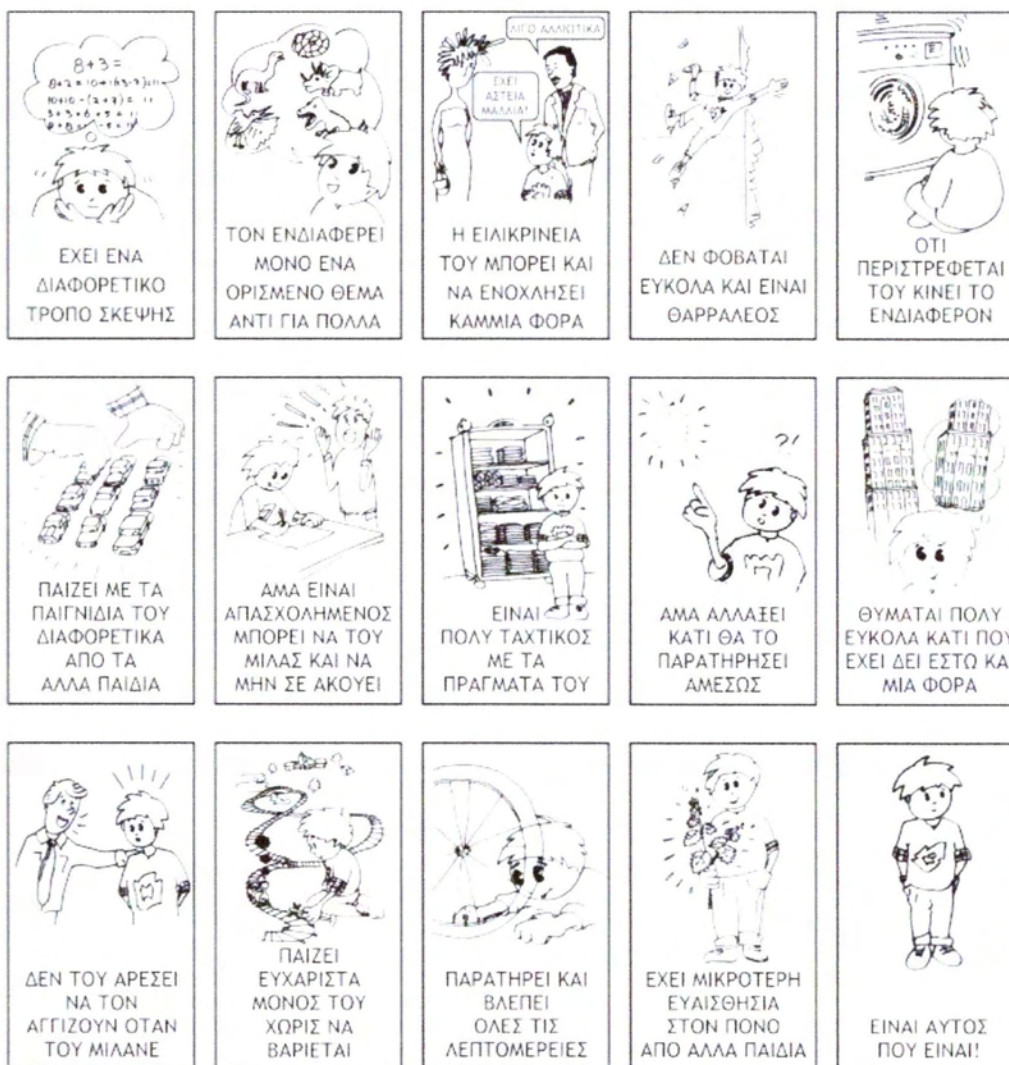 8+3=
ΕΧΕΙ ΕΝΑ
ΔΙΑΦΟΡΕΤΙΚΟ
ΤΡΟΠΟ ΣΚΕΨΗΣ
ΤΟΝ ΕΝΔΙΑΦΕΡΕΙ
ΜΟΝΟ ΕΝΑ
ΟΡΙΣΜΕΝΟ ΘΕΜΑ
ΑΝΤΙ ΓΙΑ ΠΟΛΛΑ
ΛΙΓΟ ΑΛΛΙΩΤΙΚΑ
ΕΧΕΙ
ΑΣΤΕΙΑ
ΜΑΛΛΙΑ!
Η ΕΙΛΙΚΡΙΝΕΙΑ
ΤΟΥ ΜΠΟΡΕΙ ΚΑΙ
ΝΑ ΕΝΟΧΛΗΣΕΙ
ΚΑΜΜΙΑ ΦΟΡΑ
ΔΕΝ ΦΟΒΑΤΑΙ
ΕΥΚΟΛΑ ΚΑΙ ΕΙΝΑΙ
ΘΑΡΡΑΛΕΟΣ
ΟΤΙ
ΠΕΡΙΣΤΡΕΦΕΤΑΙ
ΤΟΥ ΚΙΝΕΙ ΤΟ
ΕΝΔΙΑΦΕΡΟΝ
ΠΑΙΖΕΙ ΜΕ ΤΑ
ΠΑΙΓΝΙΔΙΑ ΤΟΥ
ΔΙΑΦΟΡΕΤΙΚΑ
ΑΠΟ ΤΑ
ΑΛΛΑ ΠΑΙΔΙΑ
ΑΜΑ ΕΙΝΑΙ
ΑΠΑΣΧΟΛΗΜΕΝΟΣ
ΜΠΟΡΕΙ ΝΑ ΤΟΥ
ΜΙΛΑΣ ΚΑΙ ΝΑ
ΜΗΝ ΣΕ ΑΚΟΥΕΙ
ΕΙΝΑΙ
ΠΟΛΥ ΤΑΧΤΙΚΟΣ
ΜΕ ΤΑ
ΠΡΑΓΜΑΤΑ ΤΟΥ
?!
ΑΜΑ ΑΛΛΑΞΕΙ
ΚΑΤΙ ΘΑ ΤΟ
ΠΑΡΑΤΗΡΗΣΕΙ
ΑΜΕΣΩΣ
ΘΥΜΑΤΑΙ ΠΟΛΥ
ΕΥΚΟΛΑ ΚΑΤΙ ΠΟΥ
ΕΧΕΙ ΔΕΙ ΕΣΤΩ ΚΑ
ΜΙΑ ΦΟΡΑ
ΔΕΝ ΤΟΥ ΑΡΕΣΕΙ
ΝΑ ΤΟΝ
ΑΓΓΙΖΟΥΝ ΟΤΑΝ
ΤΟΥ ΜΙΛΑΝΕ
ΠΑΙΖΕΙ
ΕΥΧΑΡΙΣΤΑ
ΜΟΝΟΣ ΤΟΥ
ΧΩΡΙΣ ΝΑ
ΒΑΡΙΕΤΑΙ
ΠΑΡΑΤΗΡΕΙ ΚΑΙ
ΒΛΕΠΕΙ
ΟΛΕΣ ΤΙΣ
ΛΕΠΤΟΜΕΡΕΙΕΣ
ΕΧΕΙ ΜΙΚΡΟΤΕΡΗ
ΕΥΑΙΣΘΗΣΙΑ
ΣΤΟΝ ΠΟΝΟ
ΑΠΟ ΑΛΛΑ ΠΑΙΔΙΑ
ΕΙΝΑΙ ΑΥΤΟΣ
ΠΟΥ ΕΙΝΑΙ!